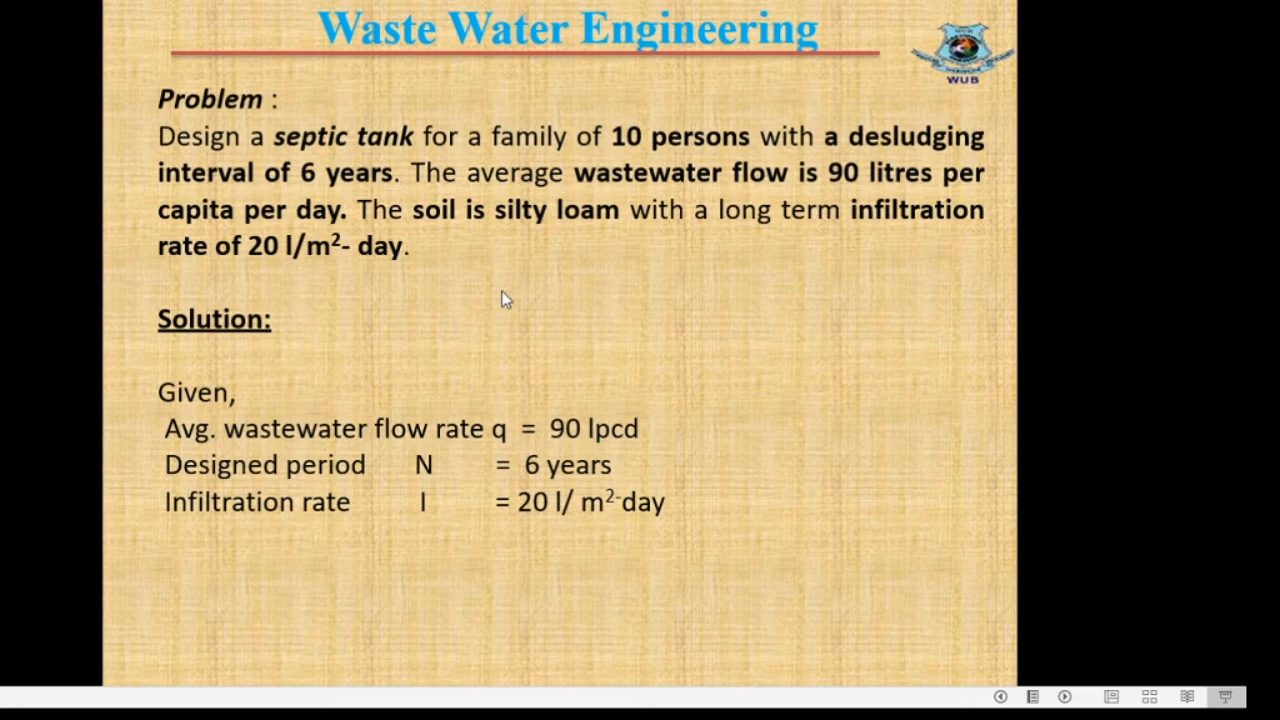 Waste Water Engineering
WUB
Problem :
Design a septic tank for a family of 10 persons with a desludging
interval of 6 years. The average wastewater flow is 90 litres per
capita per day. The soil is silty loam with a long term infiltration
rate of 20 l/m²- day.
Solution:
Given,
Avg. wastewater flow rate q = 90 lpcd
Designed period N = 6 years
Infiltration rate I = 20 l/ m²-day